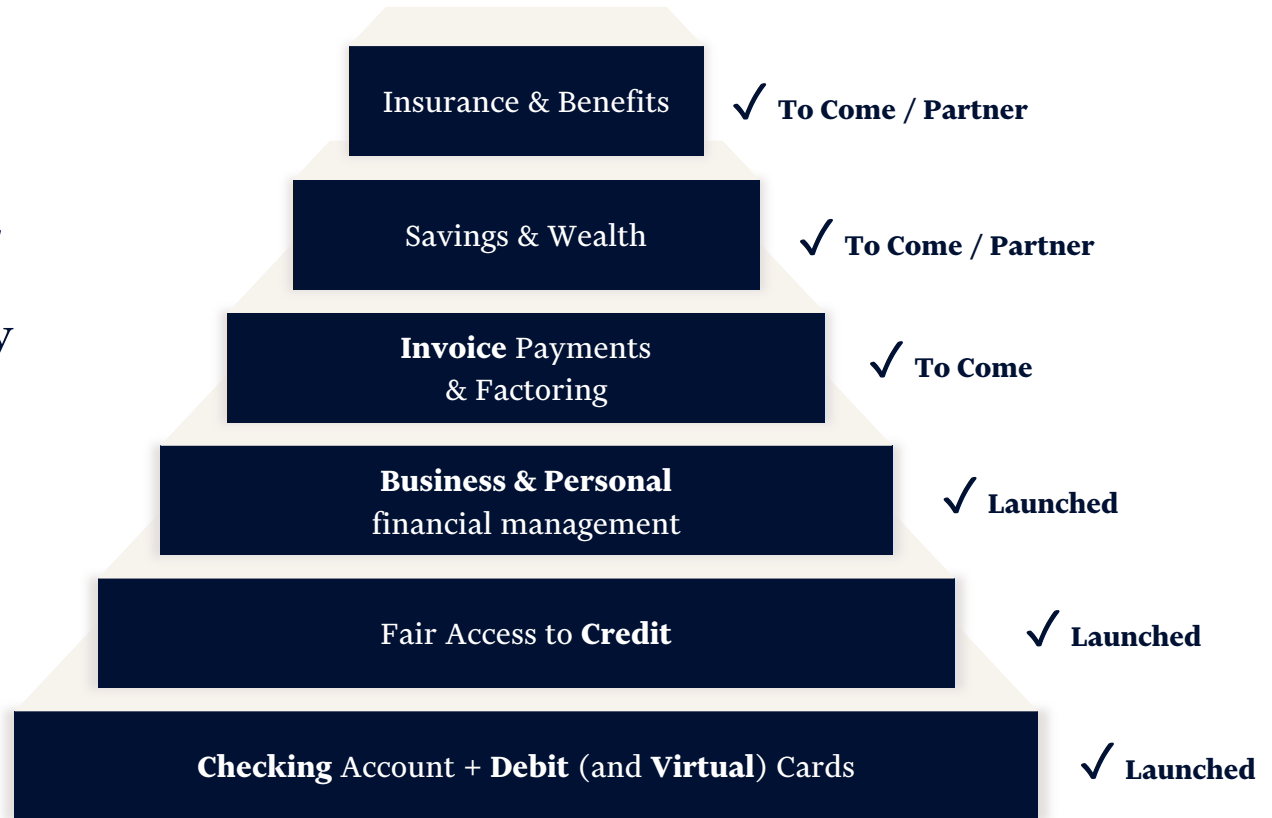 Insurance & Benefits
✓ To Come / Partner
Savings & Wealth
✓ To Come / Partner
Invoice Payments
& Factoring
✓ To Come
Business & Personal
financial management
✓ Launched
Fair Access to Credit
✓ Launched
Checking Account + Debit (and Virtual) Cards
✓ Launched